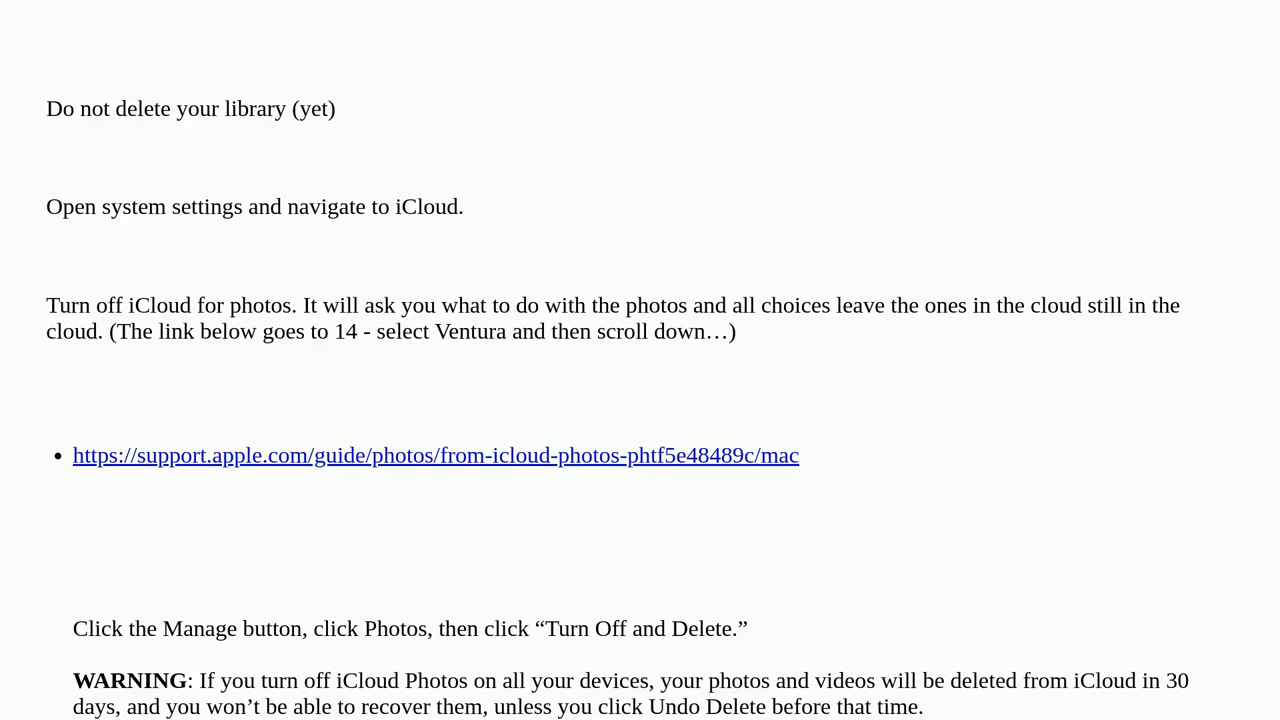 Do not delete your library (yet)
Open system settings and navigate to iCloud.
Turn off iCloud for photos. It will ask you what to do with the photos and all choices leave the ones in the cloud still in the
cloud. (The link below goes to 14 - select Ventura and then scroll down…)
• https://support.apple.com/guide/photos/from-icloud-photos-phtf5e48489c/mac
Click the Manage button, click Photos, then click “Turn Off and Delete.”
WARNING: If you turn off iCloud Photos on all your devices, your photos and videos will be deleted from iCloud in 30
days, and you won’t be able to recover them, unless you click Undo Delete before that time.